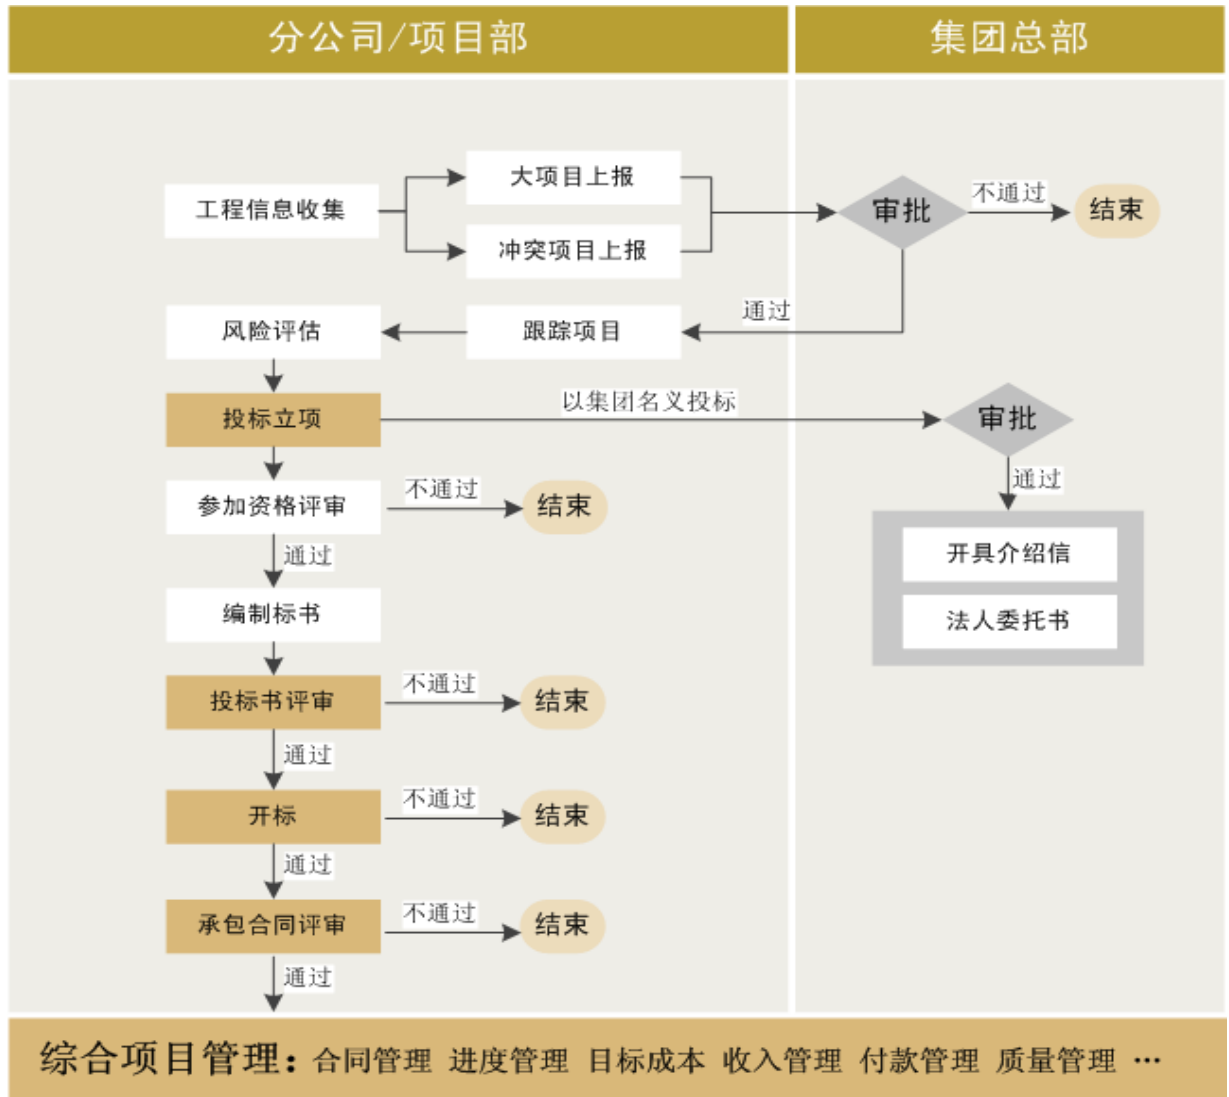 分公司/项目部
集团总部
大项目上报
工程信息收集
审批
不通过
结束
冲突项目上报
通过
风险评估
跟踪项目
投标立项
以集团名义投标
审批
通过
参加资格评审
不通过
结束
通过
开具介绍信
编制标书
法人委托书
投标书评审
不通过
结束
通过
开标
不通过
结束
通过
承包合同评审
不通过
结束
通过
综合项目管理：合同管理 进度管理 目标成本 收入管理 付款管理 质量管理 …